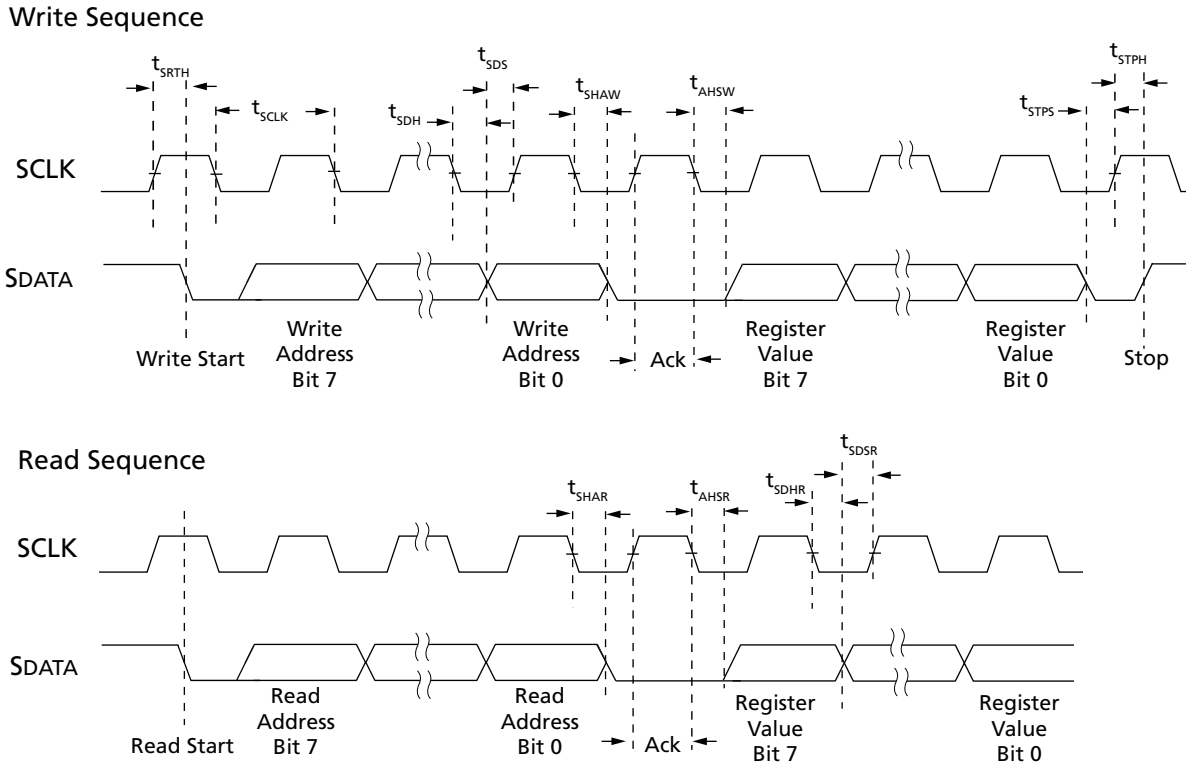 Write Sequence
tSRTH
tSCLK
tSDH
tSDS
tSHAW
tAHSW
tSTPS
tSTPH
SCLK
SDATA
Write Start
Write
Address
Bit 7
Write
Address
Bit 0
Ack
Register
Value
Bit 7
Register
Value
Bit 0
Stop
Read Sequence
tSHAR
tAHSR
tSDHR
tSDSR
SCLK
SDATA
Read Start
Read
Address
Bit 7
Read
Address
Bit 0
Ack
Register
Value
Bit 7
Register
Value
Bit 0